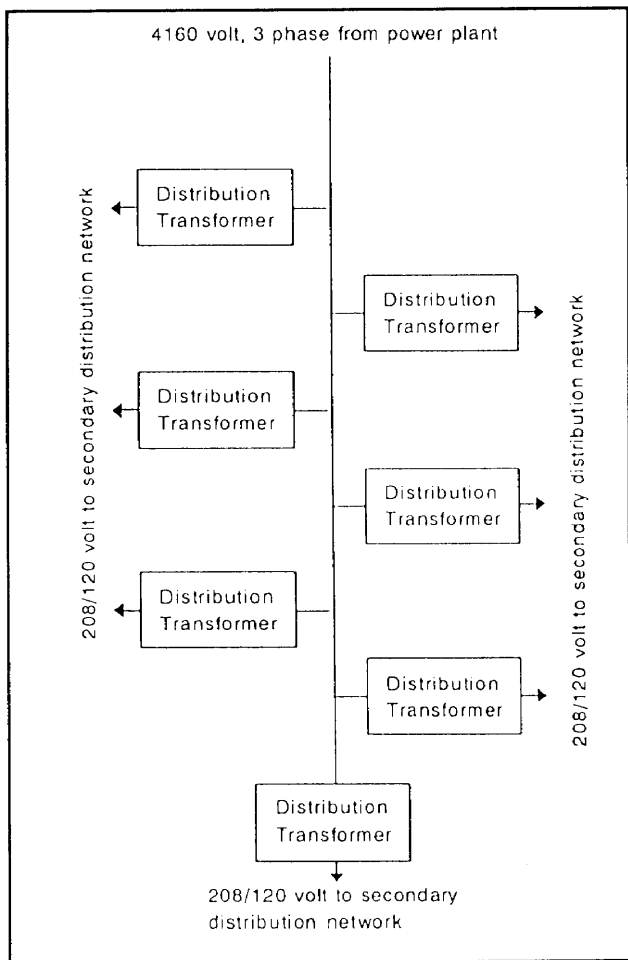 4160 volt, 3 phase from power plant
208/120 volt to secondary distribution network
Distribution
Transformer
Distribution
Transformer
Distribution
Transformer
Distribution
Transformer
Distribution
Transformer
Distribution
Transformer
208/120 volt to secondary distribution network
Distribution
Transformer
208/120 volt to secondary
distribution network